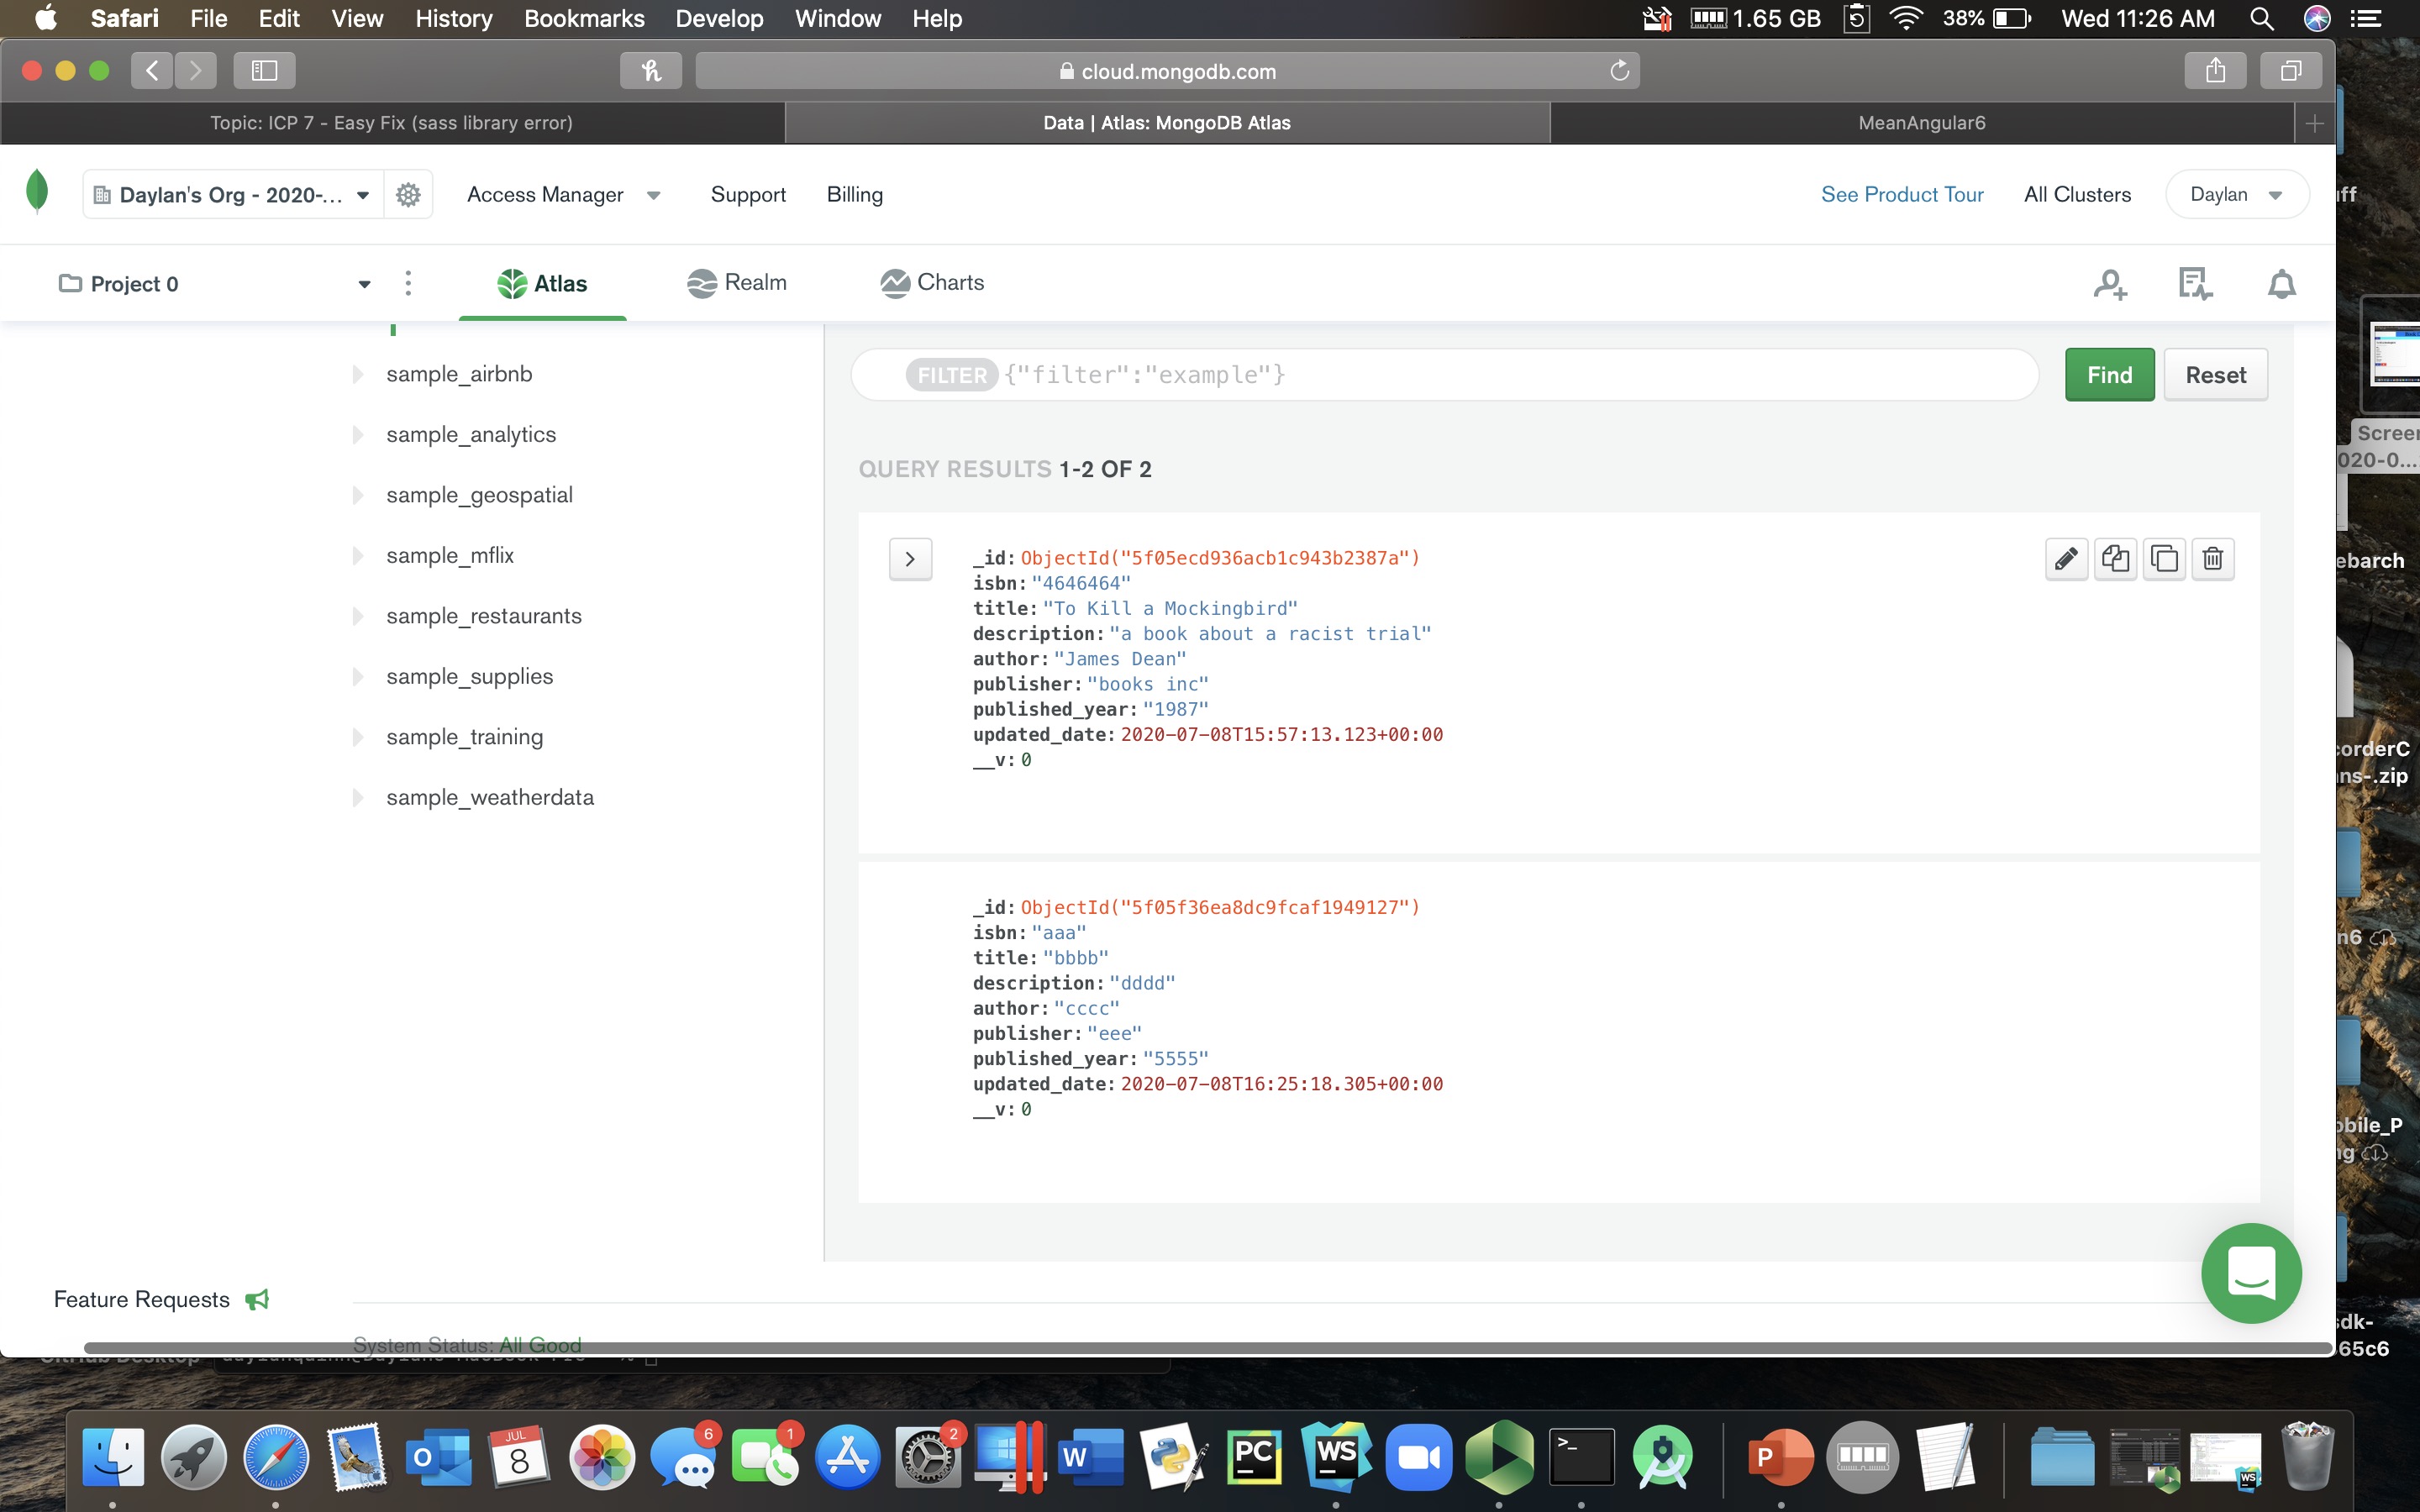 Safari File Edit View History Bookmarks Develop Window Help 1.65 GB 38% Wed 11:26 AM
cloud.mongodb.com
Topic: ICP 7 - Easy Fix (sass library error) Data | Atlas: MongoDB Atlas MeanAngular6
Daylan's Org - 2020-... Access Manager Support Billing See Product Tour All Clusters Daylan
Project 0 Atlas Realm Charts
sample_airbnb
sample_analytics
sample_geospatial
sample_mflix
sample_restaurants
sample_supplies
sample_training
sample_weatherdata
FILTER {"filter":"example"} Find Reset
QUERY RESULTS 1-2 OF 2
_id: ObjectId("5f05ecd936acb1c943b2387a")
isbn: "4646464"
title: "To Kill a Mockingbird"
description: "a book about a racist trial"
author: "James Dean"
publisher: "books inc"
published_year: "1987"
updated_date: 2020-07-08T15:57:13.123+00:00
__v: 0
_id: ObjectId("5f05f36ea8dc9fcaf1949127")
isbn: "aaa"
title: "bbbb"
description: "dddd"
author: "cccc"
publisher: "eee"
published_year: "5555"
updated_date: 2020-07-08T16:25:18.305+00:00
__v: 0
Feature Requests
System Status: All Good
Screen
020-0...
ebarch
corderC
ns-.zip
n6
obile_P
ng
sdk-
65c6
JUL
8
6
1
2
W
PC
WS
P
WS